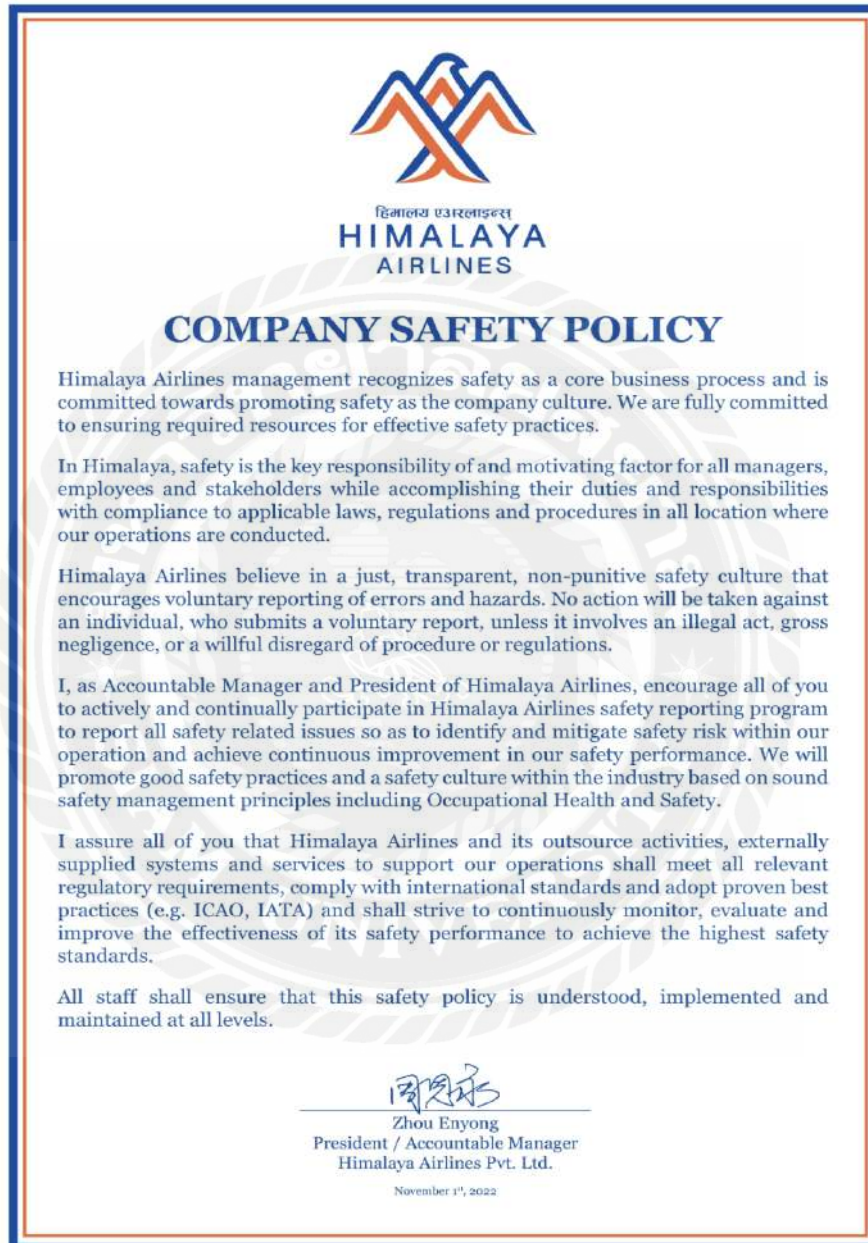 हिमालय एअरलाइन्स्
HIMALAYA
AIRLINES
COMPANY SAFETY POLICY
Himalaya Airlines management recognizes safety as a core business process and is
committed towards promoting safety as the company culture. We are fully committed
to ensuring required resources for effective safety practices.
In Himalaya, safety is the key responsibility of and motivating factor for all managers,
employees and stakeholders while accomplishing their duties and responsibilities
with compliance to applicable laws, regulations and procedures in all location where
our operations are conducted.
Himalaya Airlines believe in a just, transparent, non-punitive safety culture that
encourages voluntary reporting of errors and hazards. No action will be taken against
an individual, who submits a voluntary report, unless it involves an illegal act, gross
negligence, or a willful disregard of procedure or regulations.
I, as Accountable Manager and President of Himalaya Airlines, encourage all of you
to actively and continually participate in Himalaya Airlines safety reporting program
to report all safety related issues so as to identify and mitigate safety risk within our
operation and achieve continuous improvement in our safety performance. We will
promote good safety practices and a safety culture within the industry based on sound
safety management principles including Occupational Health and Safety.
I assure all of you that Himalaya Airlines and its outsource activities, externally
supplied systems and services to support our operations shall meet all relevant
regulatory requirements, comply with international standards and adopt proven best
practices (e.g. ICAO, IATA) and shall strive to continuously monitor, evaluate and
improve the effectiveness of its safety performance to achieve the highest safety
standards.
All staff shall ensure that this safety policy is understood, implemented and
maintained at all levels.
Zhou Enyong
President / Accountable Manager
Himalaya Airlines Pvt. Ltd.
November 1st, 2022